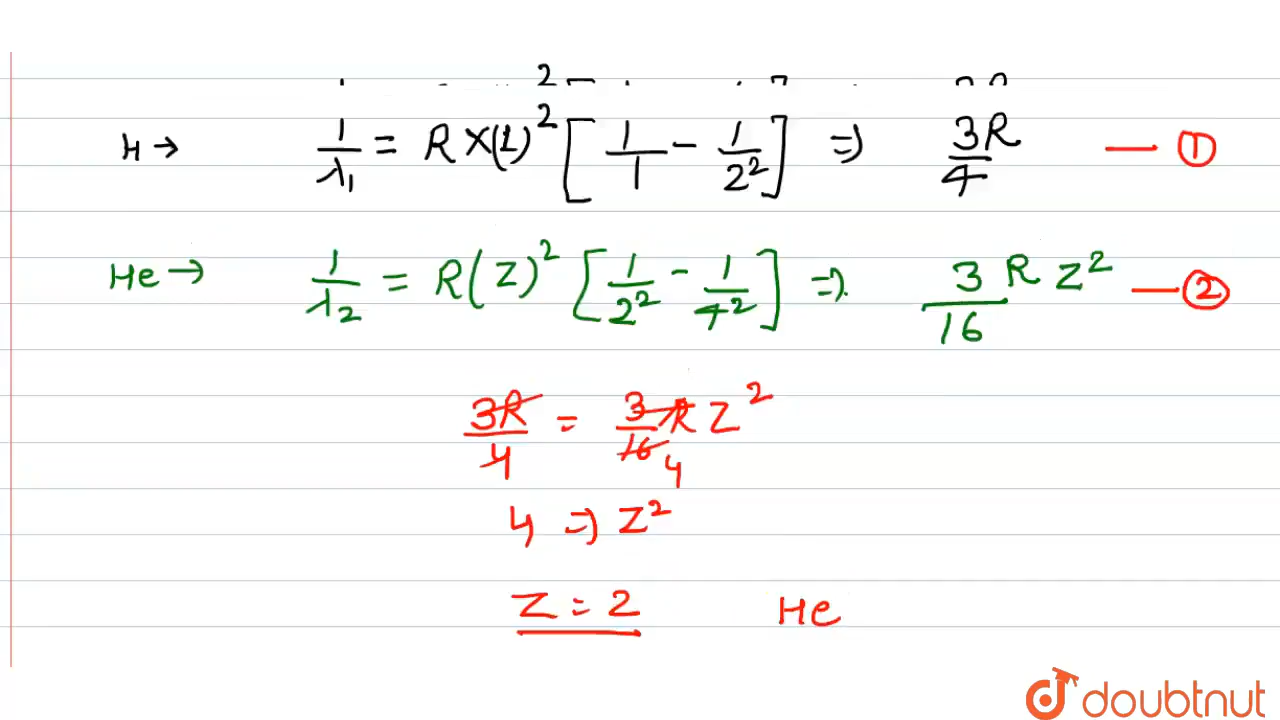 H → 1/λ₁ = R×(1)² [1/1 − 1/2²] ⇒ 3R/4 — ①
He → 1/λ₂ = R(Z)² [1/2² − 1/4²] ⇒ 3/16 R Z² — ②
3R/4 = 3/16 R Z²
4
4 ⇒ Z²
Z = 2 He
doubtnut